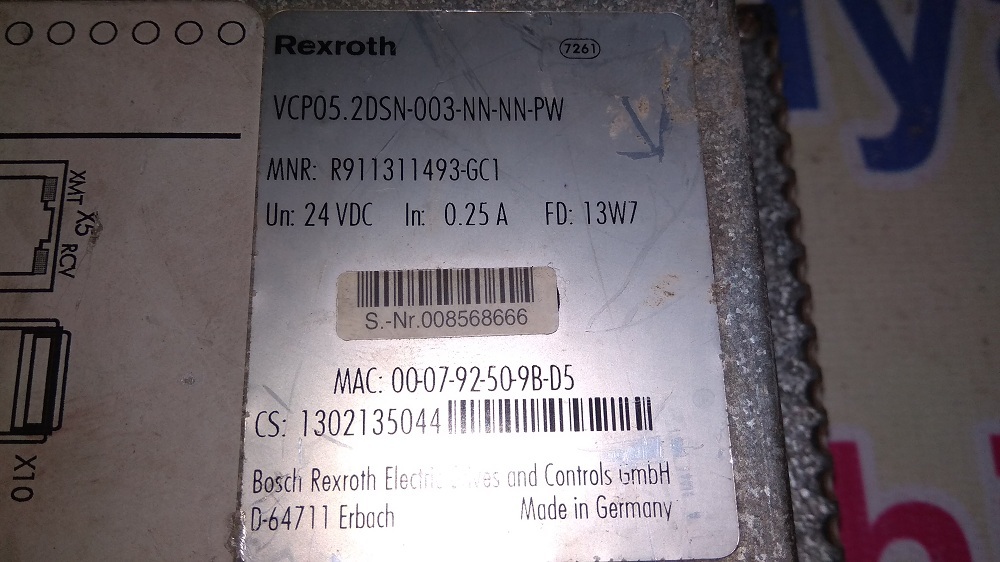 Rexroth 7261
VCP05.2DSN-003-NN-NN-PW
MNR: R911311493-GC1
Un: 24 VDC In: 0.25 A FD: 13W7
S.-Nr.008568666
MAC: 00-07-92-50-9B-D5
CS: 1302135044
Bosch Rexroth Electric and Controls GmbH
D-64711 Erbach Made in Germany
XMT X5 RCV
X10